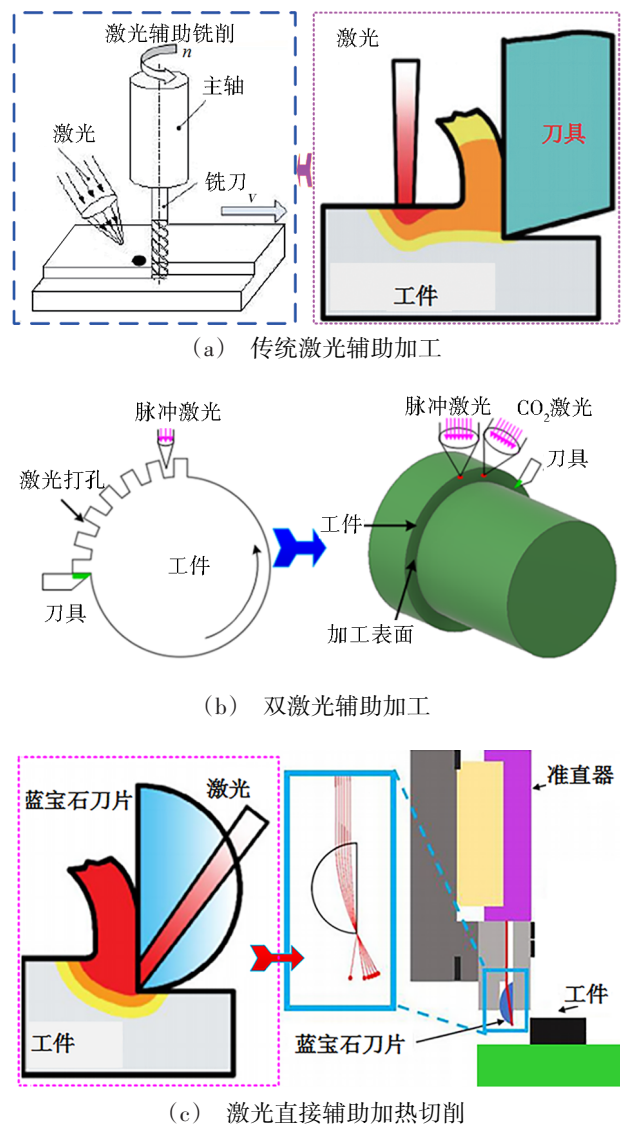 激光辅助铣削
n
主轴
激光
铣刀
v
激光
刀具
工件
(a) 传统激光辅助加工
脉冲激光
激光打孔
工件
刀具
脉冲激光
CO₂激光
刀具
工件
加工表面
(b) 双激光辅助加工
蓝宝石刀片
激光
工件
准直器
工件
蓝宝石刀片
(c) 激光直接辅助加热切削